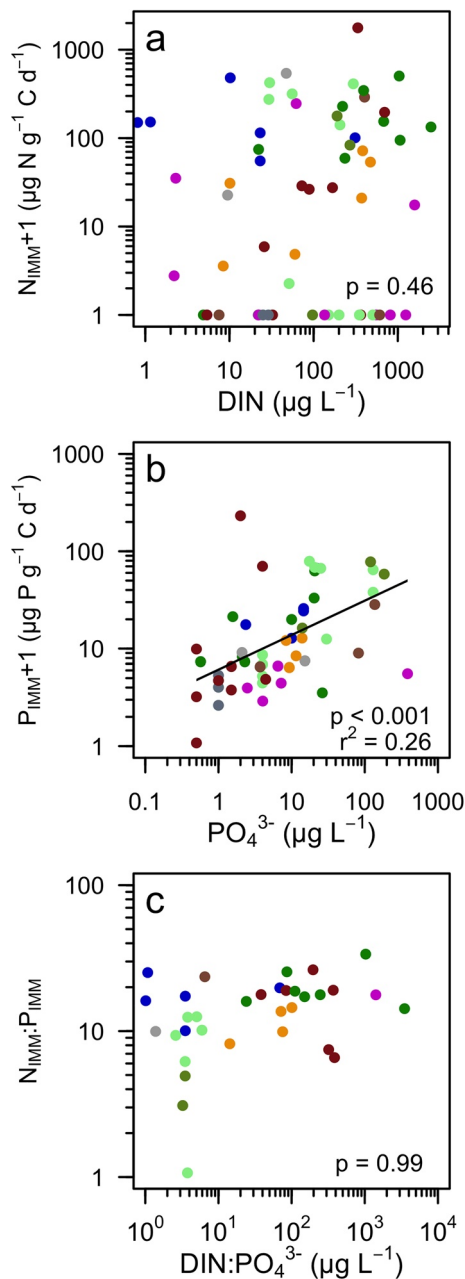 a
N_IMM+1 (µg N g⁻¹ C d⁻¹)
1000
100
10
1
p = 0.46
1 10 100 1000
DIN (µg L⁻¹)
b
P_IMM+1 (µg P g⁻¹ C d⁻¹)
1000
100
10
1
p < 0.001
r² = 0.26
0.1 1 10 100 1000
PO₄³⁻ (µg L⁻¹)
c
N_IMM:P_IMM
100
10
1
p = 0.99
10⁰ 10¹ 10² 10³ 10⁴
DIN:PO₄³⁻ (µg L⁻¹)